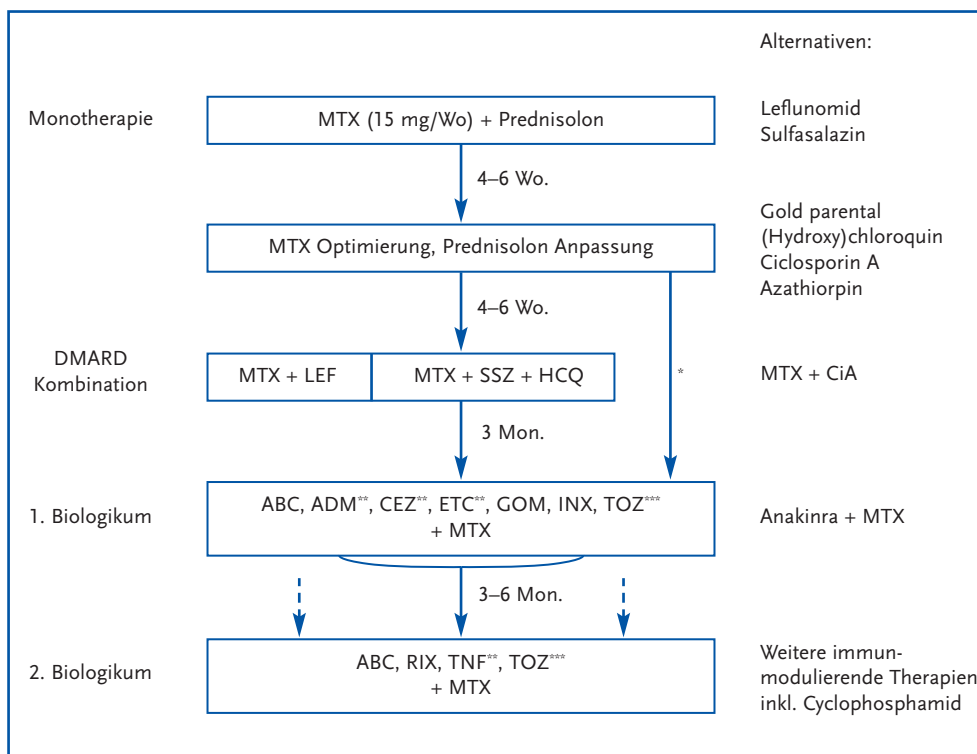 Alternativen:
Monotherapie
MTX (15 mg/Wo) + Prednisolon
Leflunomid
Sulfasalazin
4–6 Wo.
MTX Optimierung, Prednisolon Anpassung
Gold parental
(Hydroxy)chloroquin
Ciclosporin A
Azathiorpin
4–6 Wo.
DMARD
Kombination
MTX + LEF
MTX + SSZ + HCQ
*
MTX + CiA
3 Mon.
1. Biologikum
ABC, ADM**, CEZ**, ETC**, GOM, INX, TOZ***
+ MTX
Anakinra + MTX
3–6 Mon.
2. Biologikum
ABC, RIX, TNF**, TOZ***
+ MTX
Weitere immun-
modulierende Therapien
inkl. Cyclophosphamid